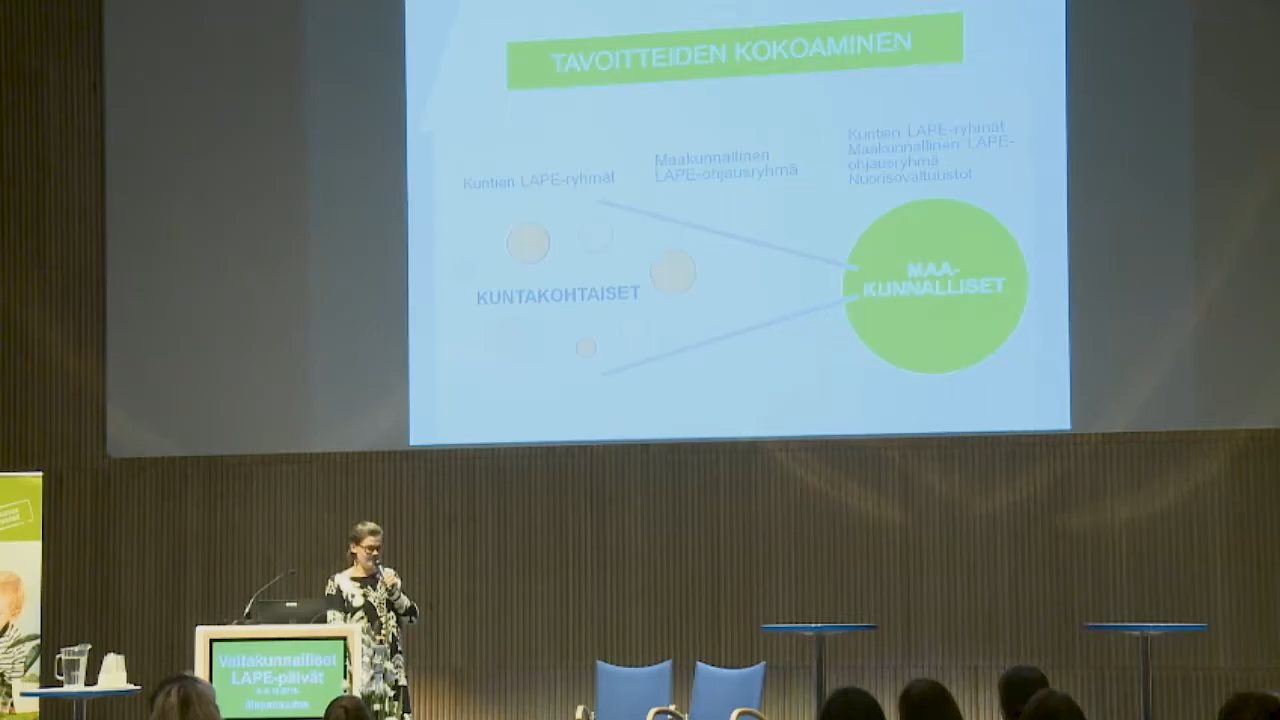 TAVOITTEIDEN KOKOAMINEN
Kuntien LAPE-ryhmät
Maakunnallinen
LAPE-ohjausryhmä
Kuntien LAPE-ryhmät
Maakunnallinen LAPE-
ohjausryhmä
Nuorisovaltuustot
KUNTAKOHTAISET
MAA-
KUNNALLISET
Valtakunnalliset
LAPE-päivät